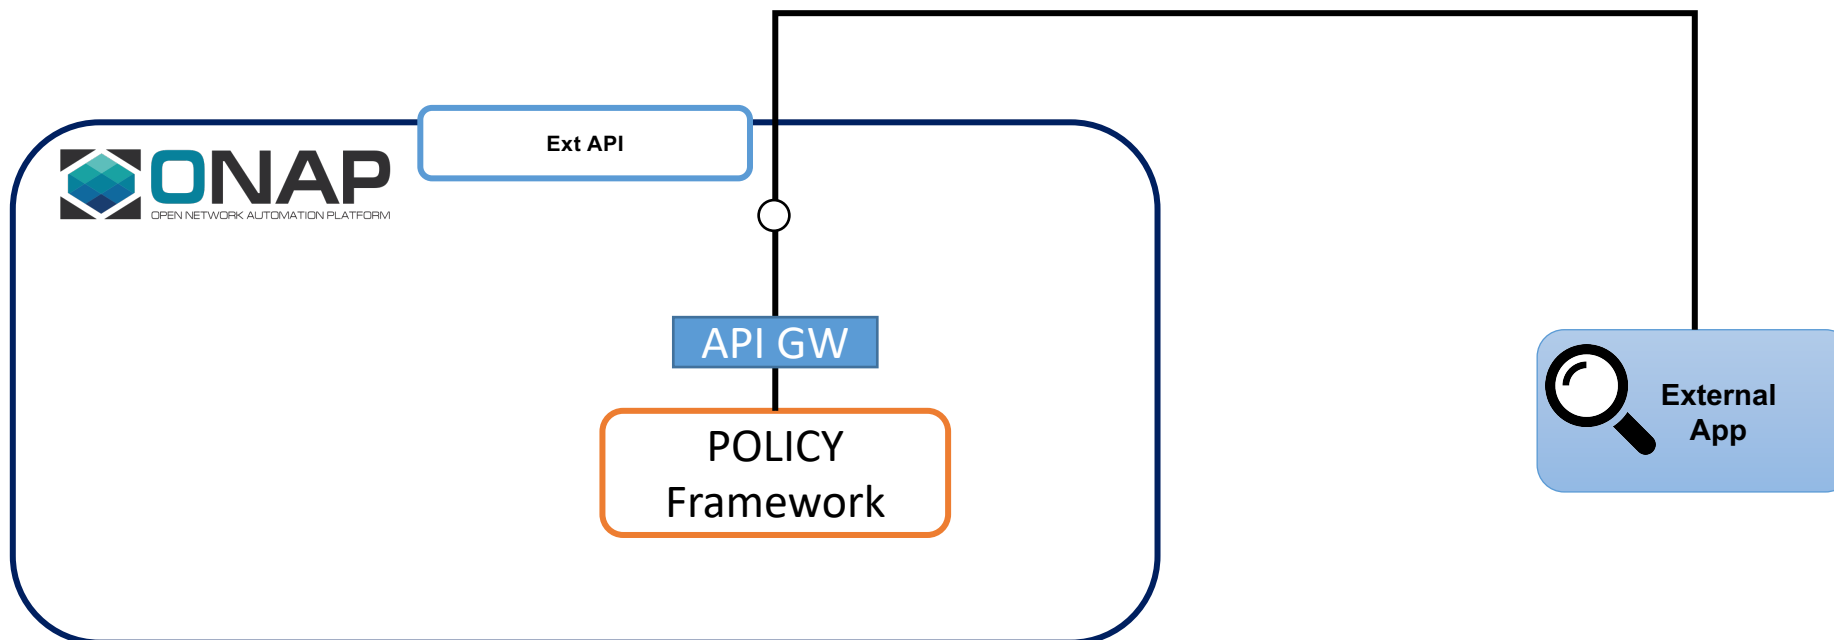 Ext API
ONAP
OPEN NETWORK AUTOMATION PLATFORM
API GW
POLICY
Framework
External
App